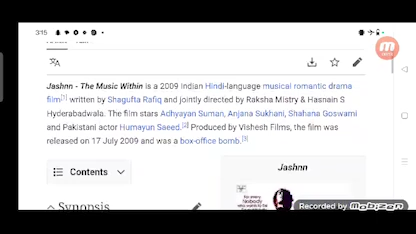 3:15
Jashnn - The Music Within is a 2009 Indian Hindi-language musical romantic drama
film[1] written by Shagufta Rafiq and jointly directed by Raksha Mistry & Hasnain S
Hyderabadwala. The film stars Adhyayan Suman, Anjana Sukhani, Shahana Goswami
and Pakistani actor Humayun Saeed.[2] Produced by Vishesh Films, the film was
released on 17 July 2009 and was a box-office bomb.[3]
Contents
Jashnn
Synopsis
Recorded by Mobizen